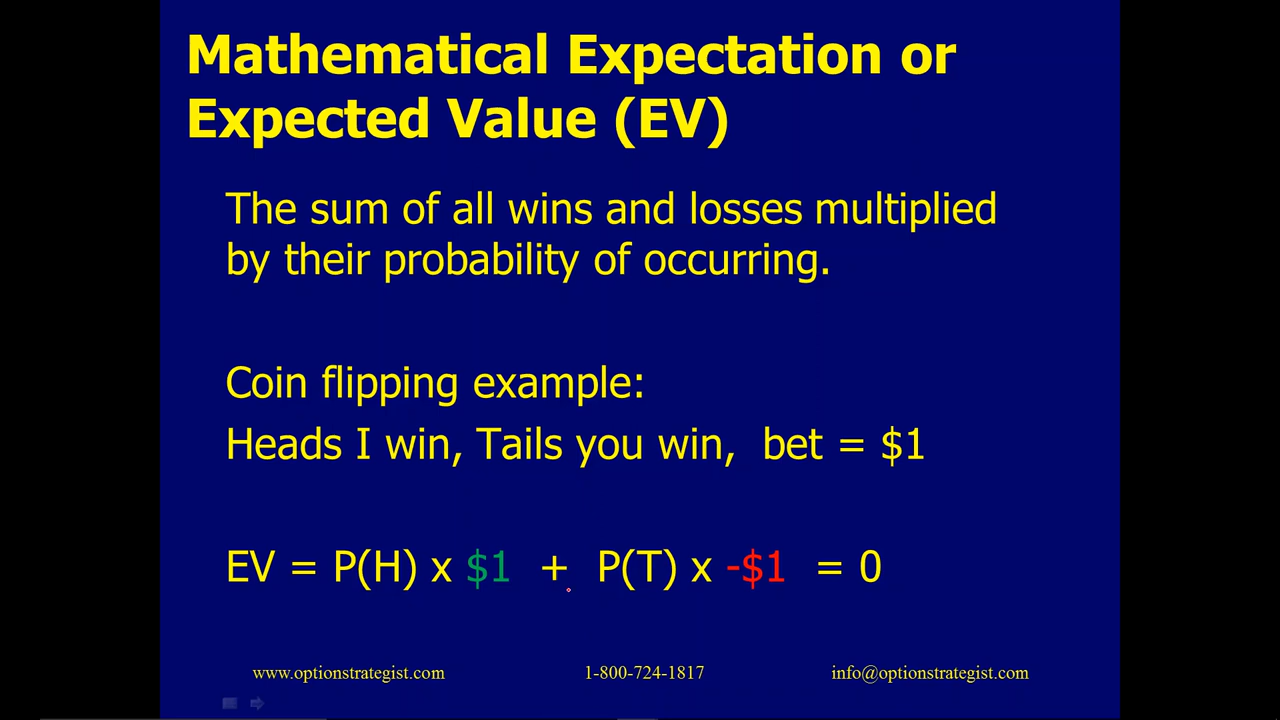 Mathematical Expectation or
Expected Value (EV)
The sum of all wins and losses multiplied
by their probability of occurring.
Coin flipping example:
Heads I win, Tails you win, bet = $1
EV = P(H) x $1 + P(T) x -$1 = 0
www.optionstrategist.com 1-800-724-1817 info@optionstrategist.com